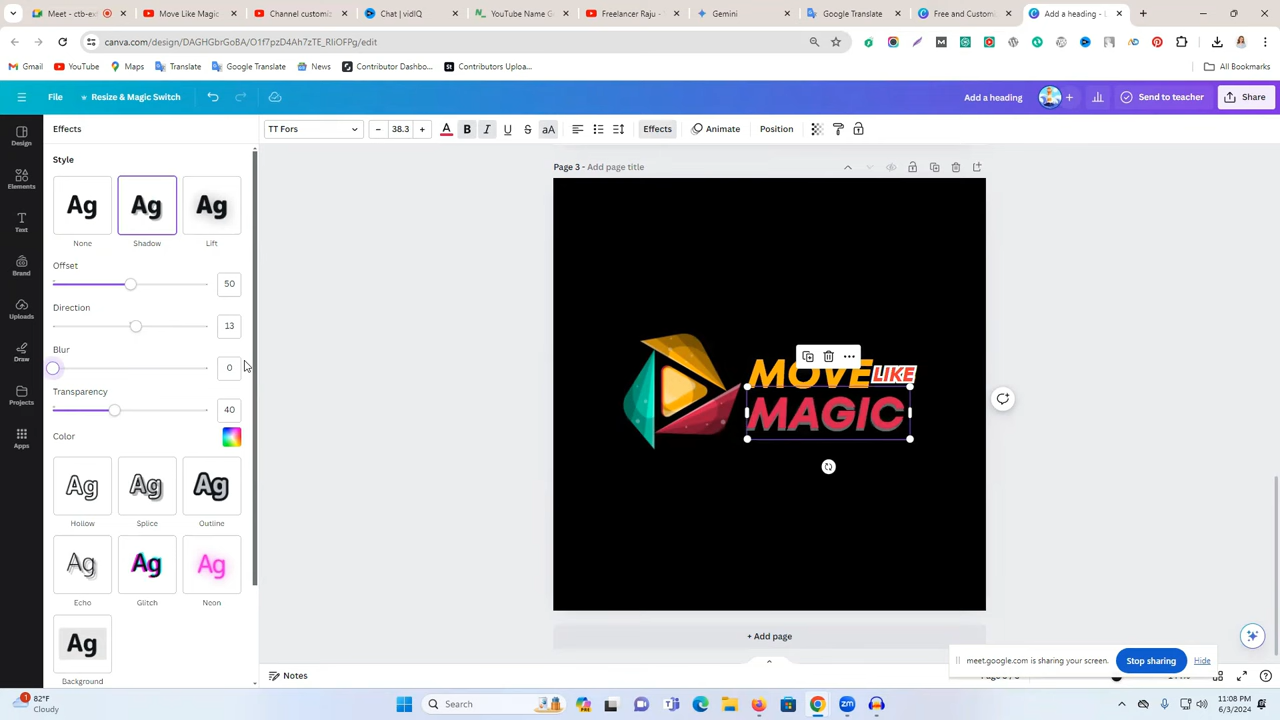 Meet - ctb-e
Move Like Magic
Channel custom
Chat | vidIQ
YouTube Name G
Freelancer Raju -
Gemini
Google Translate
Free and Custom
Add a heading - L
canva.com/design/DAGHGbrGoBA/O1f7pzD4Ah7zTE_RliOFPg/edit
Gmail
YouTube
Maps
Translate
Google Translate
News
Contributor Dashbo...
Contributors Uploa...
All Bookmarks
File
Resize & Magic Switch
Add a heading
Send to teacher
Share
Effects
TT Fors
38.3
Effects
Animate
Position
Design
Elements
Text
Brand
Uploads
Draw
Projects
Apps
Style
Ag
Ag
Ag
None
Shadow
Lift
Offset
50
Direction
13
Blur
0
Transparency
40
Color
Ag
Ag
Ag
Hollow
Splice
Outline
Ag
Ag
Ag
Echo
Glitch
Neon
Ag
Background
Page 3 - Add page title
MOVE LIKE
MAGIC
+ Add page
Notes
meet.google.com is sharing your screen.
Stop sharing
Hide
82°F
Cloudy
Search
11:08 PM
6/3/2024